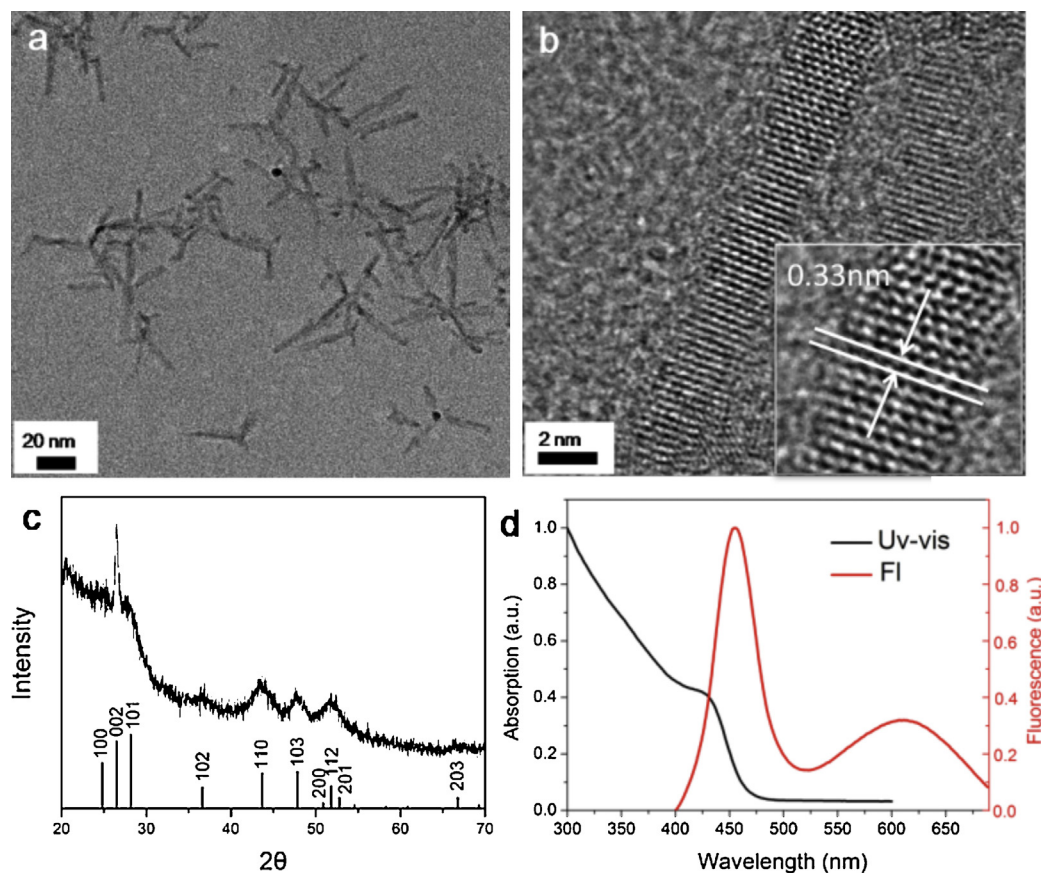 a
20 nm
b
0.33nm
2 nm
c
Intensity
100
002
101
102
110
103
200
112
201
203
20 30 40 50 60 70
2θ
d
Uv-vis
Fl
Absorption (a.u.)
1.0
0.8
0.6
0.4
0.2
0.0
Fluorescence (a.u.)
1.0
0.8
0.6
0.4
0.2
0.0
300 350 400 450 500 550 600 650
Wavelength (nm)